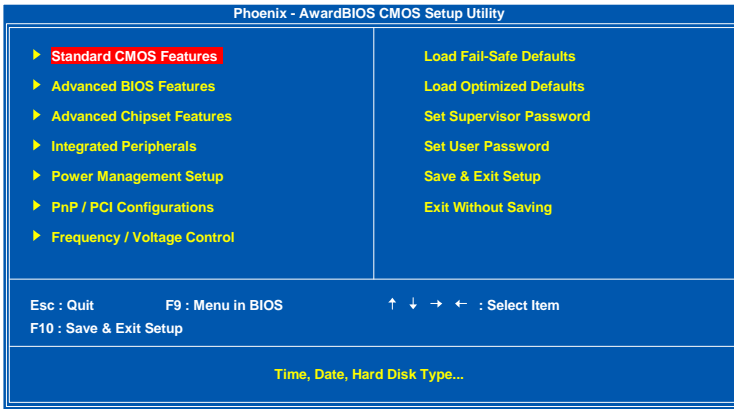 Phoenix - AwardBIOS CMOS Setup Utility
Standard CMOS Features
Advanced BIOS Features
Advanced Chipset Features
Integrated Peripherals
Power Management Setup
PnP / PCI Configurations
Frequency / Voltage Control
Load Fail-Safe Defaults
Load Optimized Defaults
Set Supervisor Password
Set User Password
Save & Exit Setup
Exit Without Saving
Esc : Quit F9 : Menu in BIOS ↑ ↓ → ← : Select Item
F10 : Save & Exit Setup
Time, Date, Hard Disk Type...